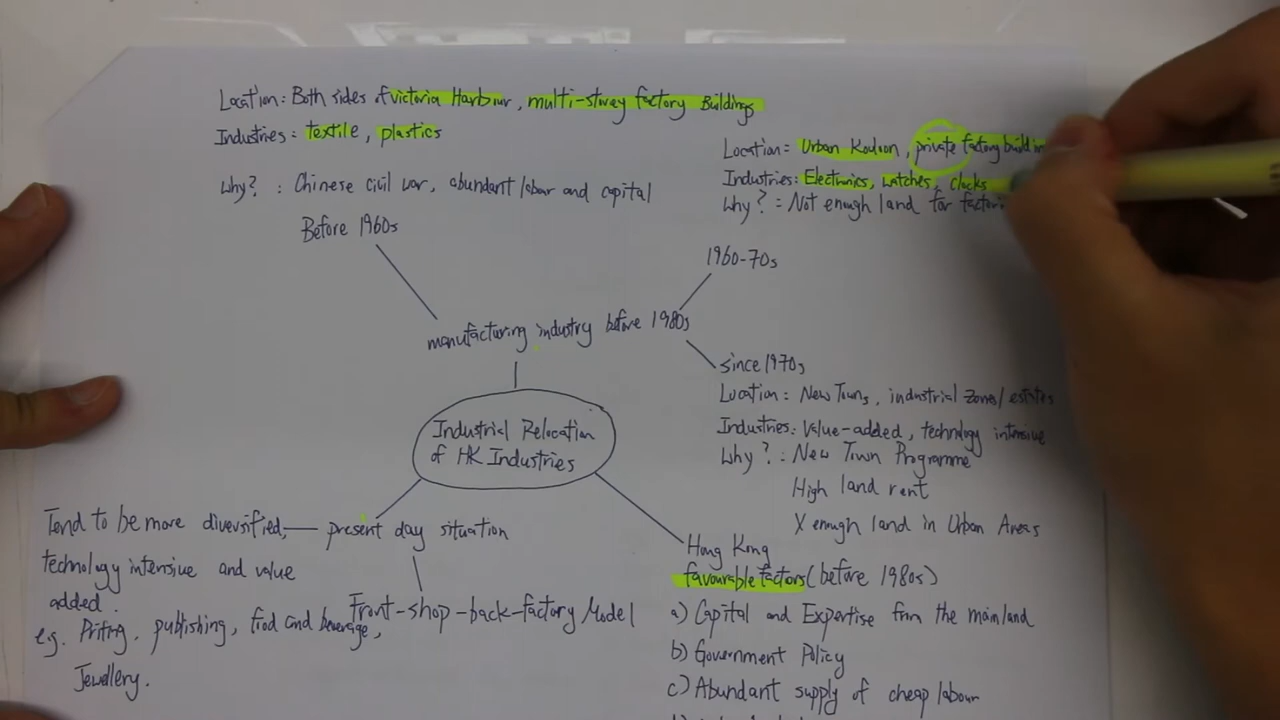 Location: Both sides of victoria Harbour, multi-storey factory Buildings
Industries: textile, plastics
Why? : Chinese civil war, abundant labor and capital
Before 1960s
Location: Urban Kowloon, private factory buildin
Industries: Electronics, watches, clocks
Why? : Not enough land for factori
1960-70s
manufacturing industry before 1980s
since 1970s
Location: New Towns, industrial zone/estates
Industries: Value-added, technology intensive
Why? : New Town Programme
High land rent
X enough land in Urban Areas
Industrial Relocation
of HK Industries
Tend to be more diversified,
technology intensive and value
added.
e.g. Priting, publishing, food and beverage,
Jewellery.
present day situation
Front-shop-back-factory Model
Hong Kong
favourable factors (before 1980s)
a) Capital and Expertise from the mainland
b) Government Policy
c) Abundant supply of cheap labour